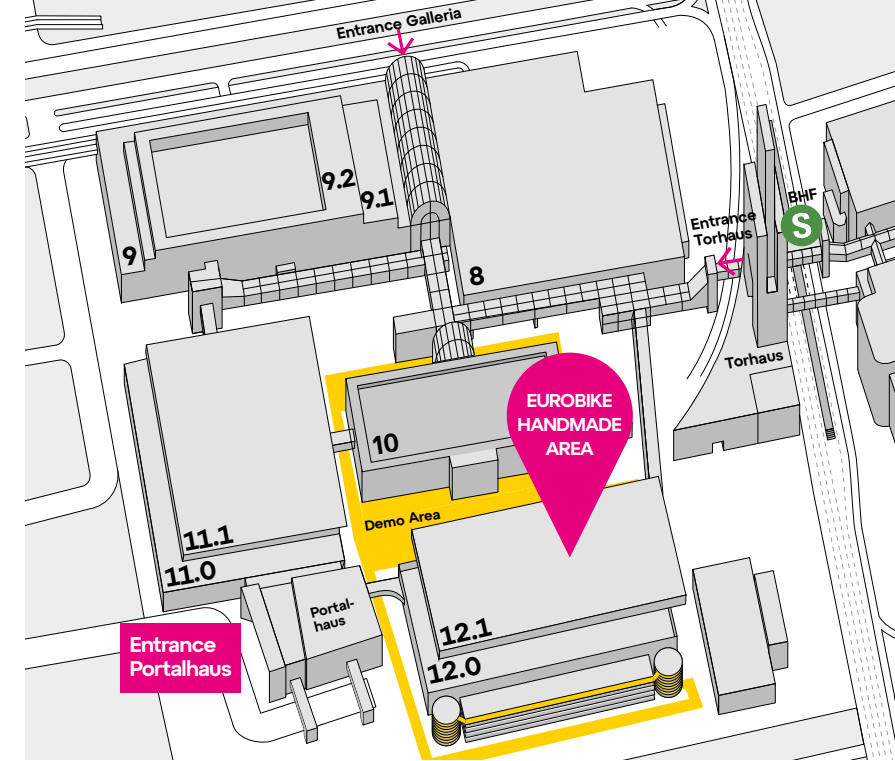 Entrance Galleria
9.2
9.1
9
8
BHF
S
Entrance
Torhaus
Torhaus
EUROBIKE
HANDMADE
AREA
10
Demo Area
11.1
11.0
Portal-
haus
12.1
12.0
Entrance
Portalhaus